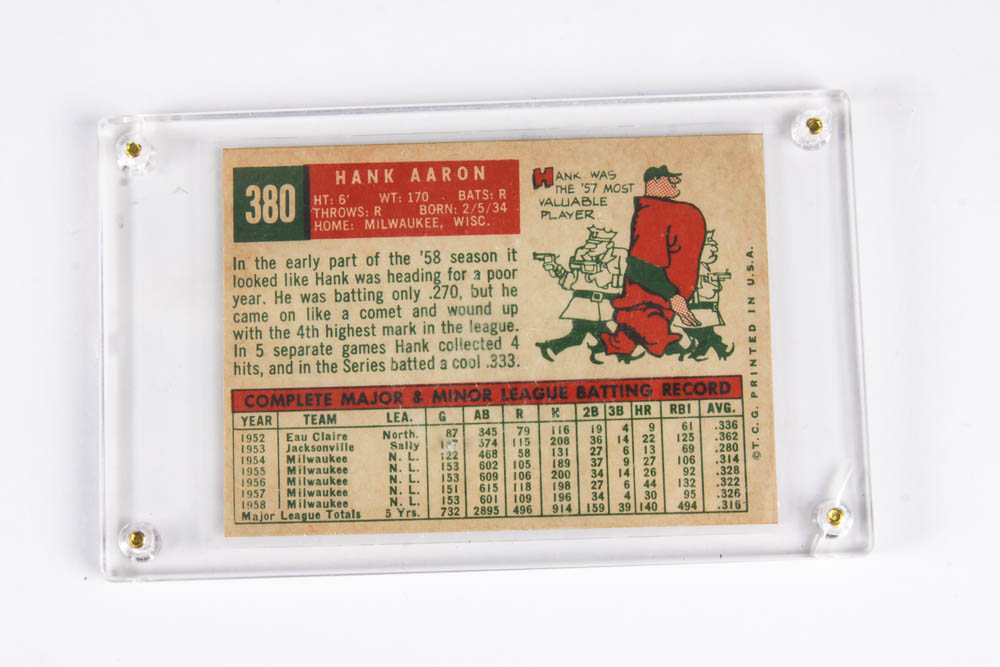 380
HANK AARON
HT: 6' WT: 170 BATS: R
THROWS: R BORN: 2/5/34
HOME: MILWAUKEE, WISC.
HANK WAS
THE '57 MOST
VALUABLE
PLAYER
In the early part of the '58 season it
looked like Hank was heading for a poor
year. He was batting only .270, but he
came on like a comet and wound up
with the 4th highest mark in the league.
In 5 separate games Hank collected 4
hits, and in the Series batted a cool .333.
COMPLETE MAJOR & MINOR LEAGUE BATTING RECORD
YEAR TEAM LEA. G AB R H 2B 3B HR RBI AVG.
1952 Eau Claire North. 87 345 79 116 19 4 9 61 .336
1953 Jacksonville Sally 574 115 208 36 14 22 125 .362
1954 Milwaukee N. L. 122 468 58 131 27 6 13 69 .280
1955 Milwaukee N. L. 153 602 105 189 37 9 27 106 .314
1956 Milwaukee N. L. 153 609 106 200 34 14 26 92 .328
1957 Milwaukee N. L. 151 615 118 198 27 6 44 132 .322
1958 Milwaukee N. L. 153 601 109 196 34 4 30 95 .326
Major League Totals 5 Yrs. 732 2895 496 914 159 39 140 494 .316
© T. C. G. PRINTED IN U.S.A.